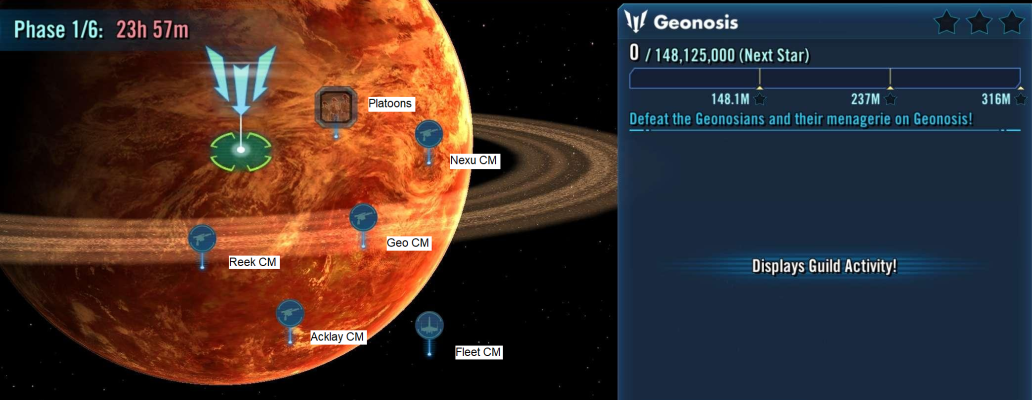 Phase 1/6: 23h 57m
Platoons
Nexu CM
Geo CM
Reek CM
Acklay CM
Fleet CM
Geonosis
0 / 148,125,000 (Next Star)
148.1M 237M 316M
Defeat the Geonosians and their menagerie on Geonosis!
Displays Guild Activity!